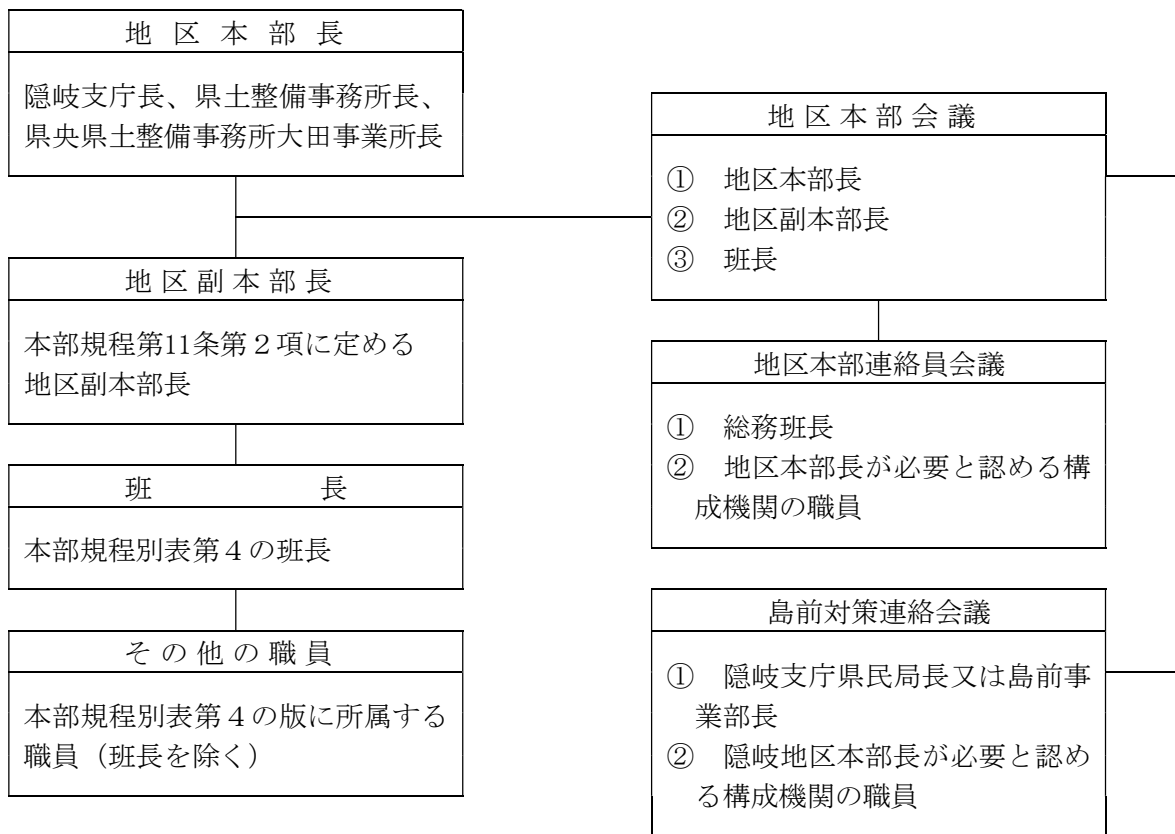 地 区 本 部 長
隠岐支庁長、県土整備事務所長、
県央県土整備事務所大田事業所長
地 区 副 本 部 長
本部規程第11条第２項に定める
地区副本部長
班　　　　　　長
本部規程別表第４の班長
そ の 他 の 職 員
本部規程別表第４の版に所属する
職員（班長を除く）
地 区 本 部 会 議
①　地区本部長
②　地区副本部長
③　班長
地区本部連絡員会議
①　総務班長
②　地区本部長が必要と認める構
成機関の職員
島前対策連絡会議
①　隠岐支庁県民局長又は島前事
業部長
②　隠岐地区本部長が必要と認め
る構成機関の職員